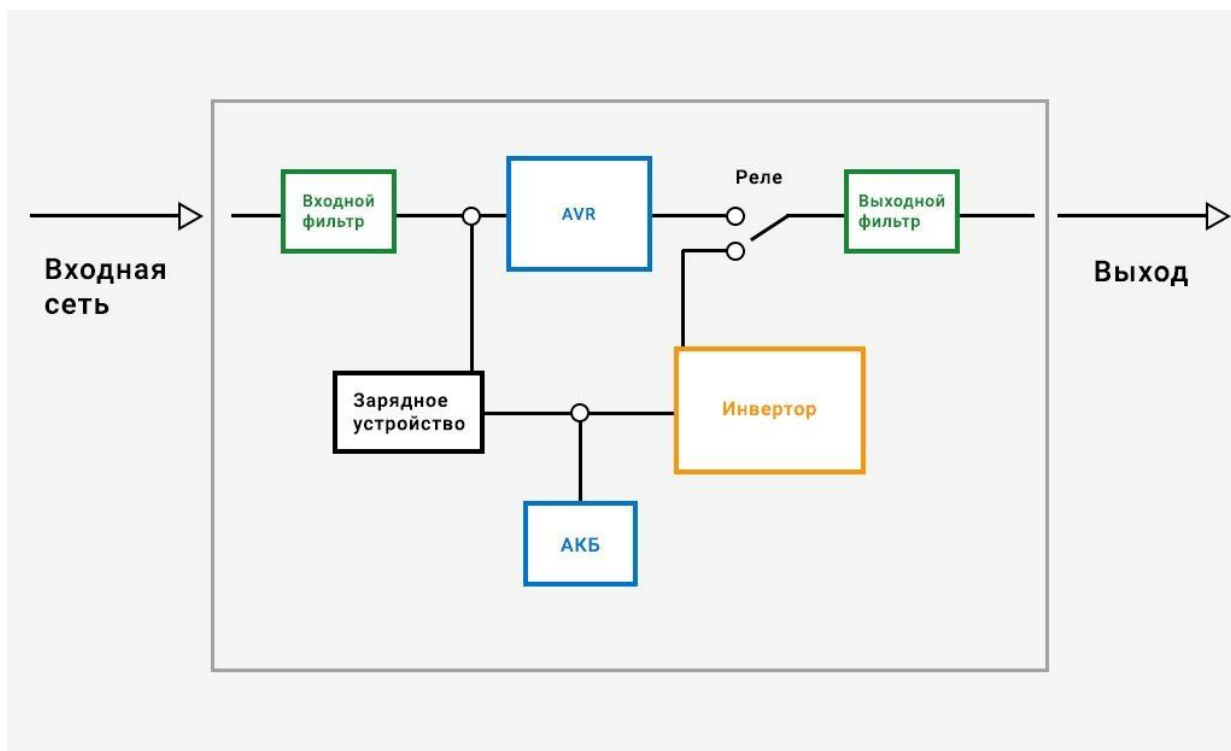 Реле
Входной
фильтр
AVR
Выходной
фильтр
Входная
сеть
Выход
Зарядное
устройство
Инвертор
АКБ